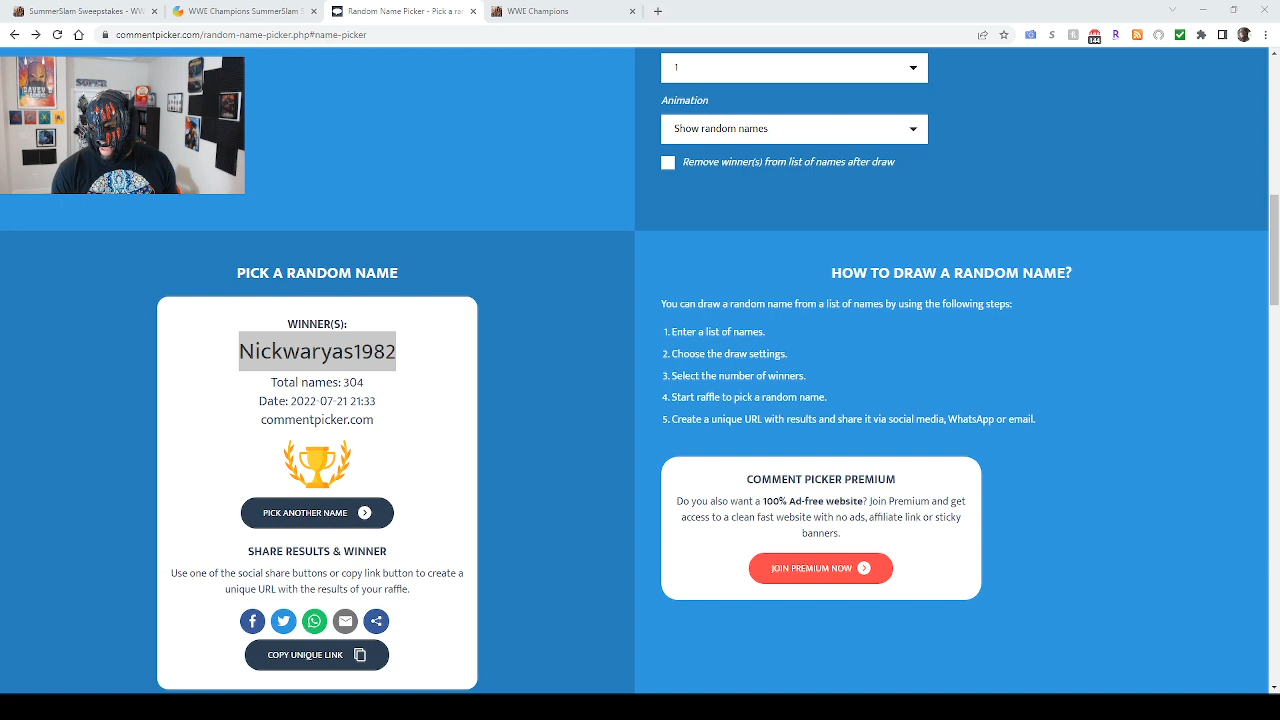 SummerSlam Sweepstakes - WW
WWE Champions SummerSlam S
Random Name Picker - Pick a ra
WWE Champions
commentpicker.com/random-name-picker.php#name-picker
144
SUPER
1
Animation
Show random names
Remove winner(s) from list of names after draw
PICK A RANDOM NAME
WINNER(S):
Nickwaryas1982
Total names: 304
Date: 2022-07-21 21:33
commentpicker.com
PICK ANOTHER NAME
SHARE RESULTS & WINNER
Use one of the social share buttons or copy link button to create a
unique URL with the results of your raffle.
COPY UNIQUE LINK
HOW TO DRAW A RANDOM NAME?
You can draw a random name from a list of names by using the following steps:
1. Enter a list of names.
2. Choose the draw settings.
3. Select the number of winners.
4. Start raffle to pick a random name.
5. Create a unique URL with results and share it via social media, WhatsApp or email.
COMMENT PICKER PREMIUM
Do you also want a 100% Ad-free website? Join Premium and get
access to a clean fast website with no ads, affiliate link or sticky
banners.
JOIN PREMIUM NOW